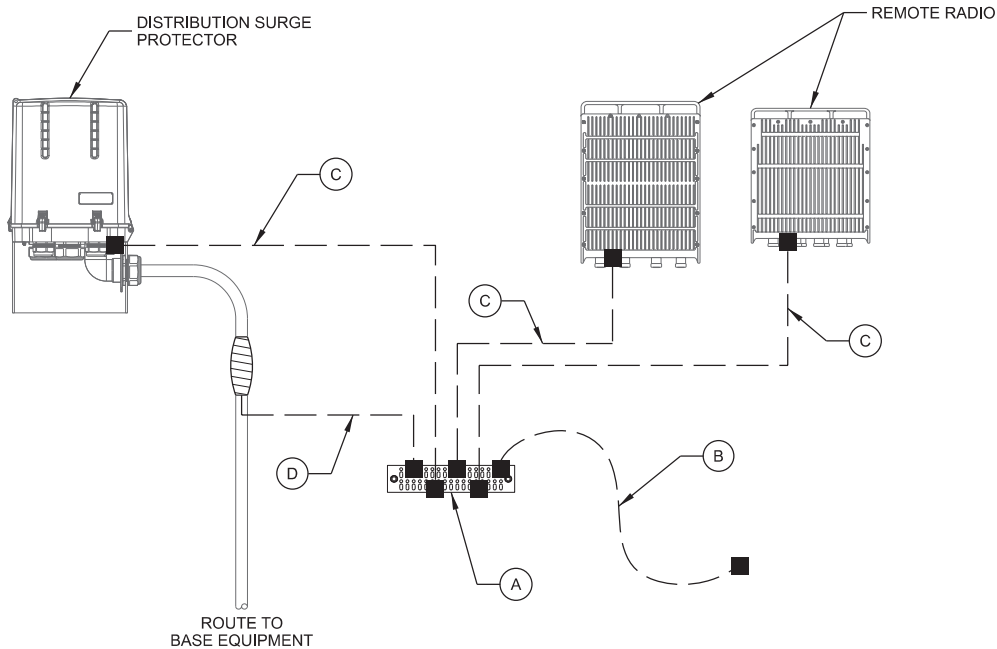 DISTRIBUTION SURGE
PROTECTOR
REMOTE RADIO
C
C
C
D
B
A
ROUTE TO
BASE EQUIPMENT